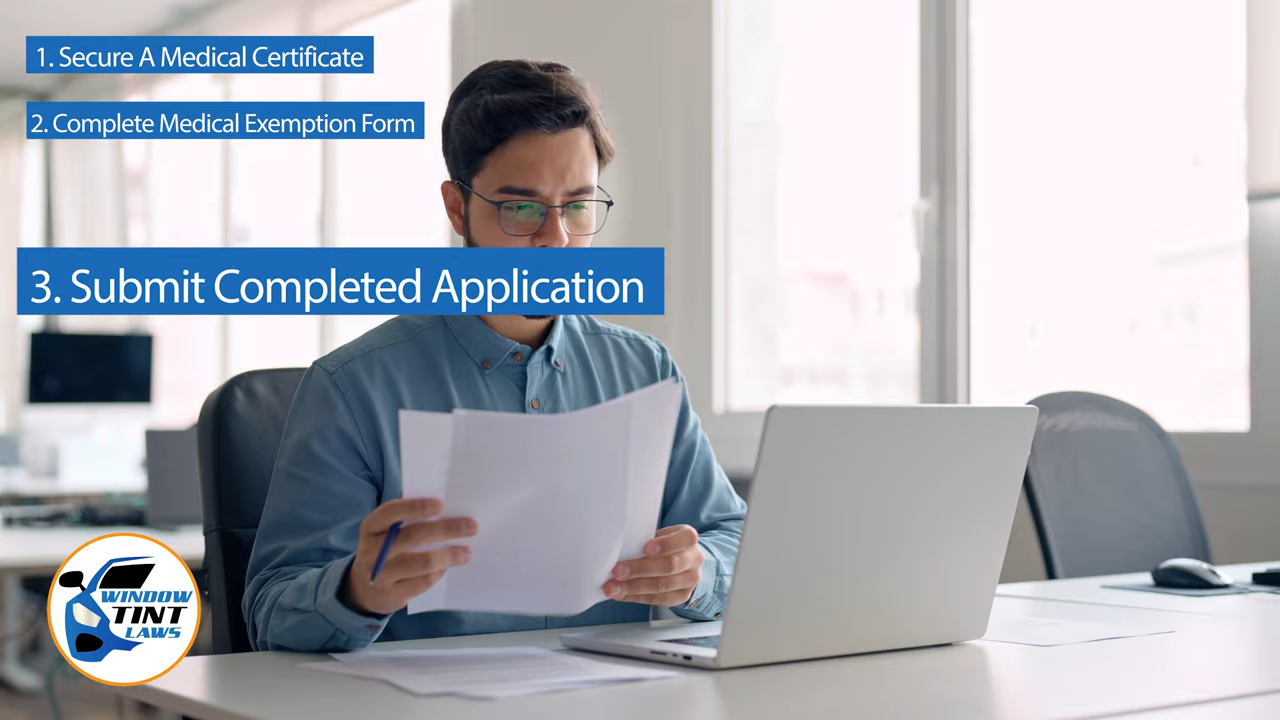 1. Secure A Medical Certificate
2. Complete Medical Exemption Form
3. Submit Completed Application
WINDOW
TINT
LAWS